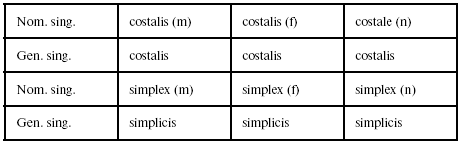 Nom. sing. costalis (m) costalis (f) costale (n)
Gen. sing. costalis costalis costalis
Nom. sing. simplex (m) simplex (f) simplex (n)
Gen. sing. simplicis simplicis simplicis